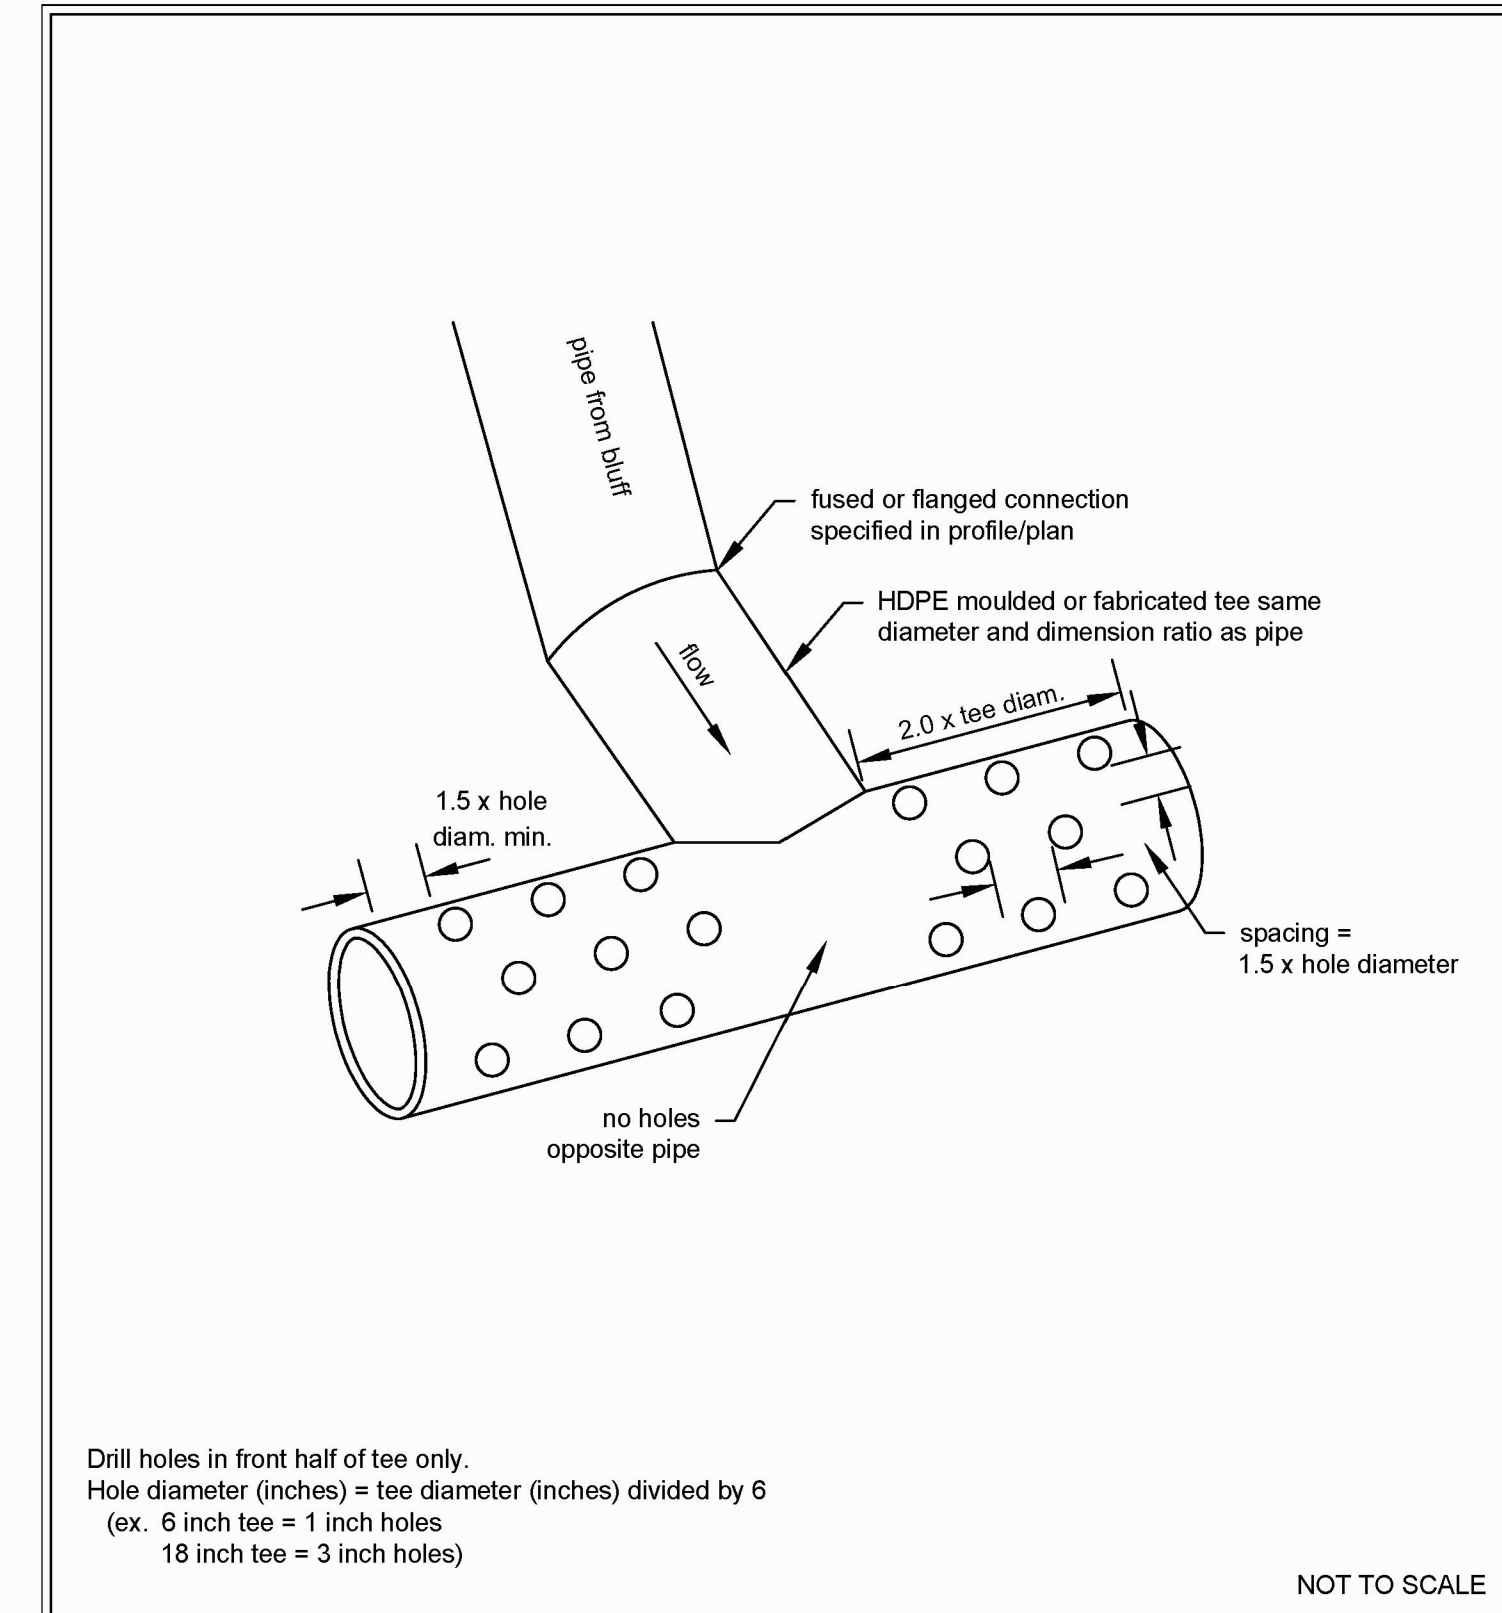 pipe from bluff
fused or flanged connection
specified in profile/plan
HDPE moulded or fabricated tee same
diameter and dimension ratio as pipe
flow
2.0 x tee diam.
1.5 x hole
diam. min.
spacing =
1.5 x hole diameter
no holes
opposite pipe
Drill holes in front half of tee only.
Hole diameter (inches) = tee diameter (inches) divided by 6
(ex. 6 inch tee = 1 inch holes
18 inch tee = 3 inch holes)
NOT TO SCALE